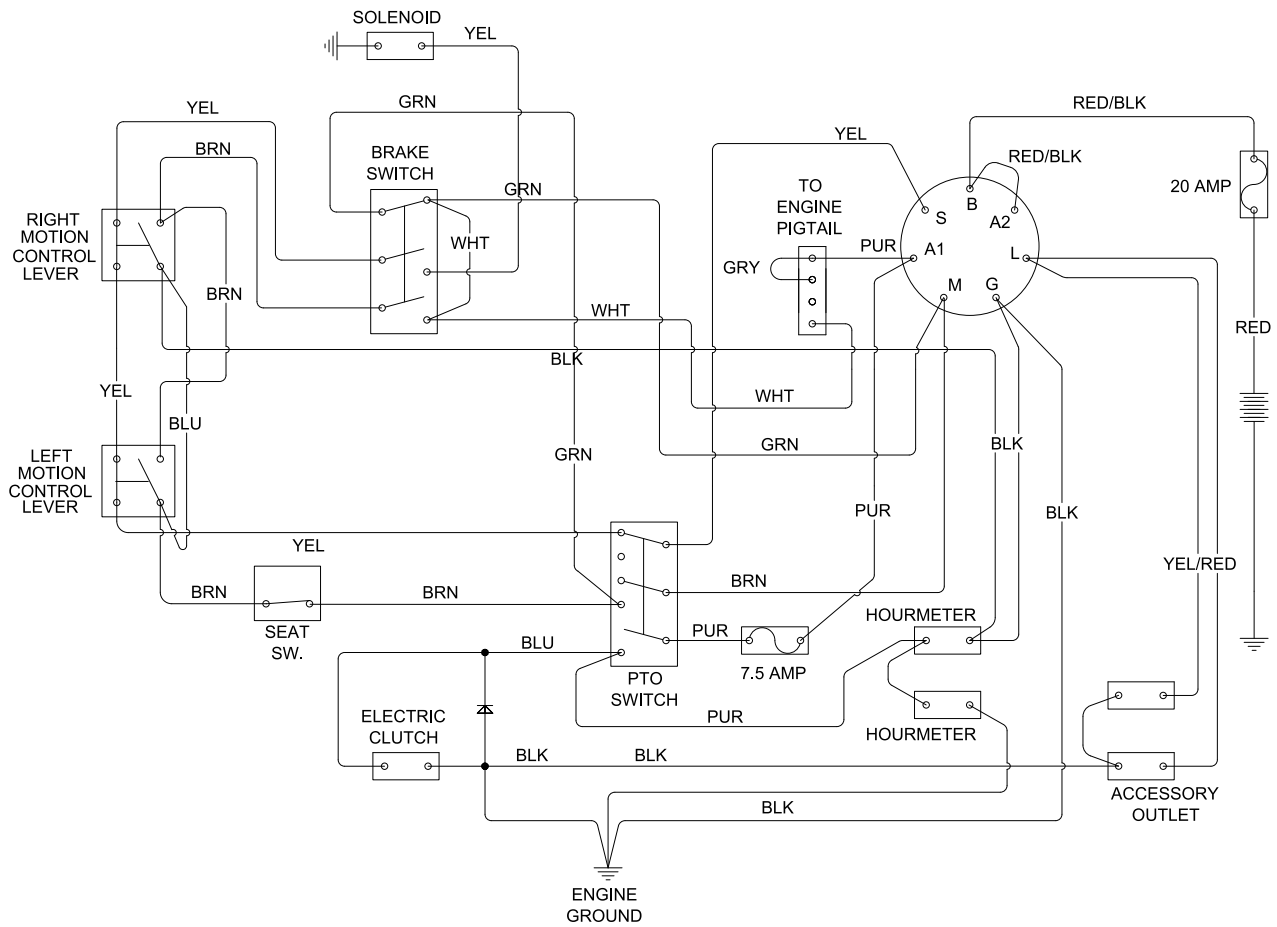 SOLENOID
YEL
GRN
YEL
RED/BLK
YEL
BRN
BRAKE
SWITCH
RED/BLK
TO
ENGINE
PIGTAIL
20 AMP
GRN
B
S
A2
RIGHT
MOTION
CONTROL
LEVER
WHT
PUR
A1
L
GRY
BRN
M
G
WHT
RED
BLK
YEL
WHT
BLU
GRN
BLK
LEFT
MOTION
CONTROL
LEVER
GRN
PUR
BLK
YEL
YEL/RED
BRN
BRN
BRN
HOURMETER
SEAT
SW.
PUR
BLU
7.5 AMP
PTO
SWITCH
ELECTRIC
CLUTCH
PUR
HOURMETER
BLK
BLK
ACCESSORY
OUTLET
BLK
ENGINE
GROUND